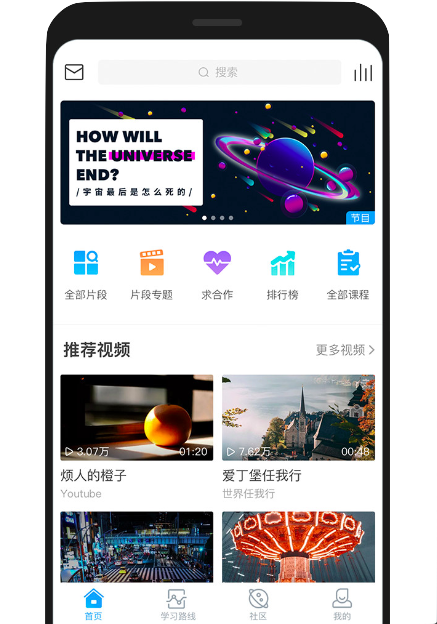 搜索
HOW WILL
THE UNIVERSE
END?
/宇宙最后是怎么死的/
节目
全部片段
片段专题
求合作
排行榜
全部课程
推荐视频
更多视频
3.07万
01:20
7.62万
00:48
烦人的橙子
爱丁堡任我行
Youtube
世界任我行
首页
学习路线
社区
我的